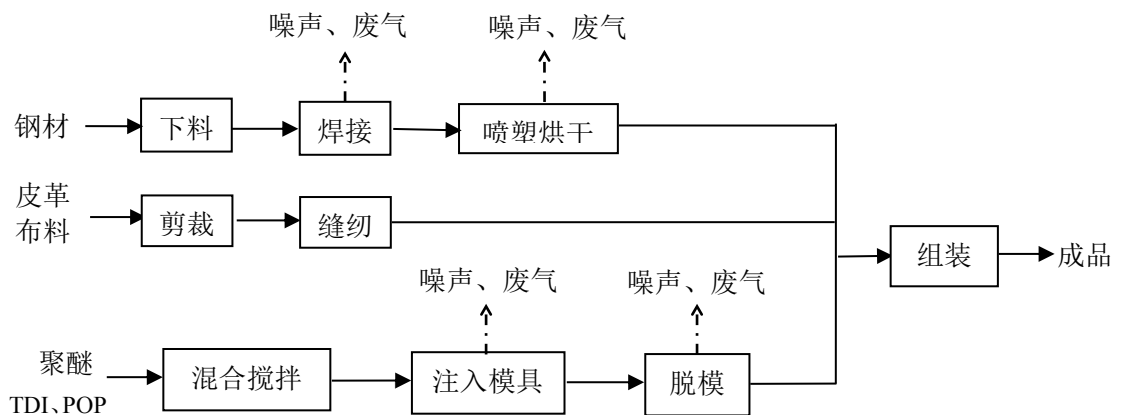 噪声、废气
噪声、废气
钢材
下料
焊接
喷塑烘干
皮革
布料
剪裁
缝纫
组装
成品
噪声、废气
噪声、废气
聚醚
TDI、POP
混合搅拌
注入模具
脱模